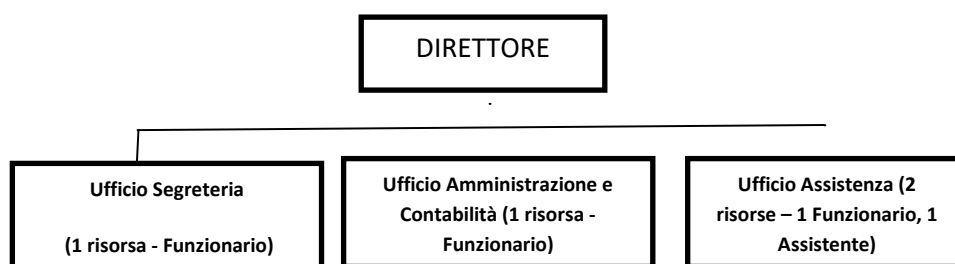 DIRETTORE
.
Ufficio Segreteria
(1 risorsa - Funzionario)
Ufficio Amministrazione e
Contabilità (1 risorsa -
Funzionario)
Ufficio Assistenza (2
risorse – 1 Funzionario, 1
Assistente)